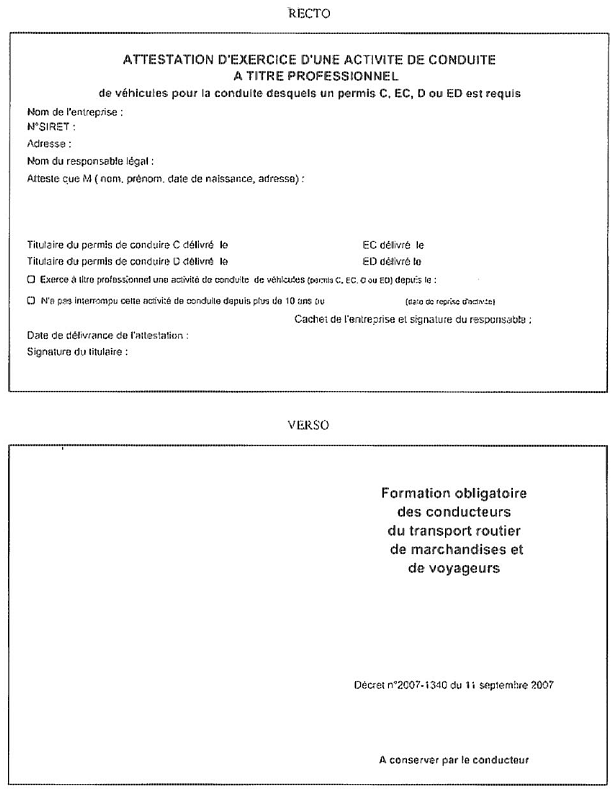 RECTO
ATTESTATION D'EXERCICE D'UNE ACTIVITE DE CONDUITE
A TITRE PROFESSIONNEL
de véhicules pour la conduite desquels un permis C, EC, D ou ED est requis
Nom de l'entreprise :
N°SIRET :
Adresse :
Nom du responsable légal :
Atteste que M ( nom, prénom, date de naissance, adresse) :
Titulaire du permis de conduire C délivré le EC délivré le
Titulaire du permis de conduire D délivré le ED délivré le
Exerce à titre professionnel une activité de conduite de véhicules (permis C, EC, D ou ED) depuis le :
N'a pas interrompu cette activité de conduite depuis plus de 10 ans ou (date de reprise d'activité)
Cachet de l'entreprise et signature du responsable :
Date de délivrance de l'attestation :
Signature du titulaire :
VERSO
Formation obligatoire
des conducteurs
du transport routier
de marchandises et
de voyageurs
Décret n°2007-1340 du 11 septembre 2007
A conserver par le conducteur